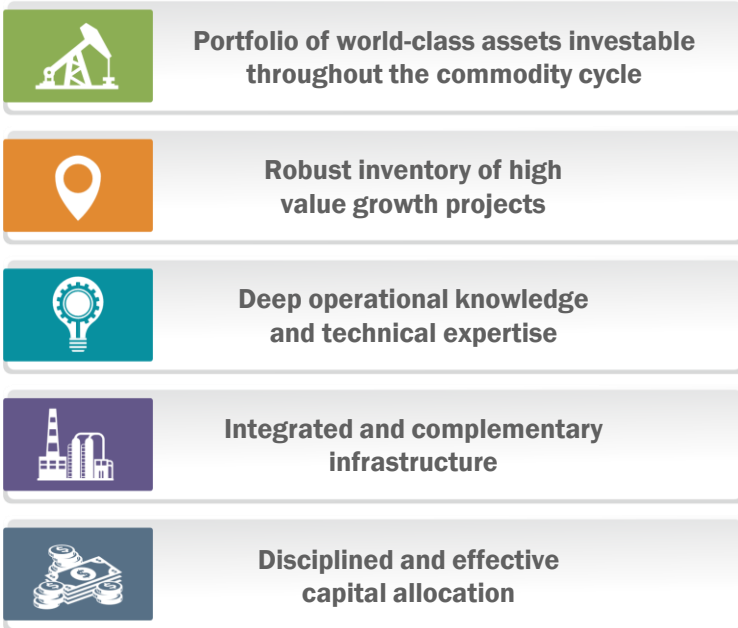 Portfolio of world-class assets investable
throughout the commodity cycle
Robust inventory of high
value growth projects
Deep operational knowledge
and technical expertise
Integrated and complementary
infrastructure
Disciplined and effective
capital allocation